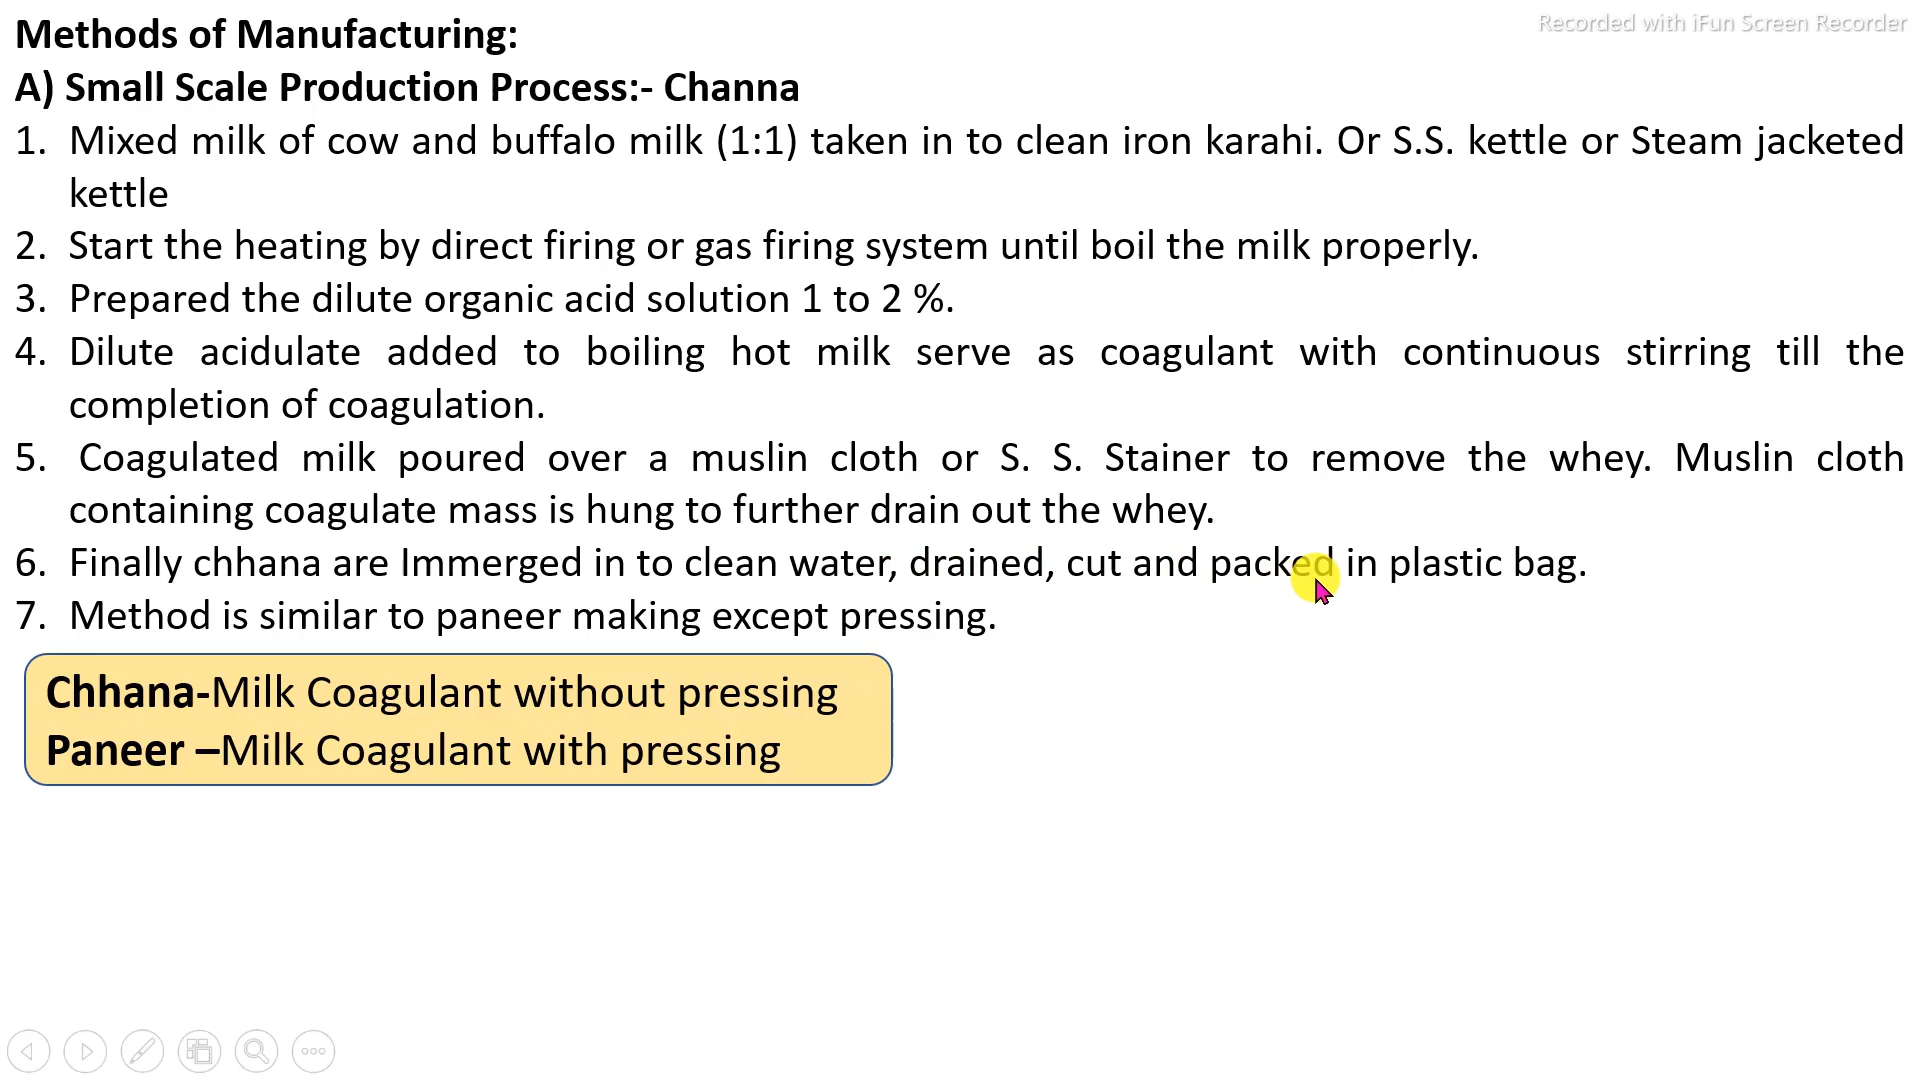 Recorded with iFun Screen Recorder
Methods of Manufacturing:
A) Small Scale Production Process:- Channa
1. Mixed milk of cow and buffalo milk (1:1) taken in to clean iron karahi. Or S.S. kettle or Steam jacketed
kettle
2. Start the heating by direct firing or gas firing system until boil the milk properly.
3. Prepared the dilute organic acid solution 1 to 2 %.
4. Dilute acidulate added to boiling hot milk serve as coagulant with continuous stirring till the
completion of coagulation.
5. Coagulated milk poured over a muslin cloth or S. S. Stainer to remove the whey. Muslin cloth
containing coagulate mass is hung to further drain out the whey.
6. Finally chhana are Immerged in to clean water, drained, cut and packed in plastic bag.
7. Method is similar to paneer making except pressing.
Chhana-Milk Coagulant without pressing
Paneer –Milk Coagulant with pressing